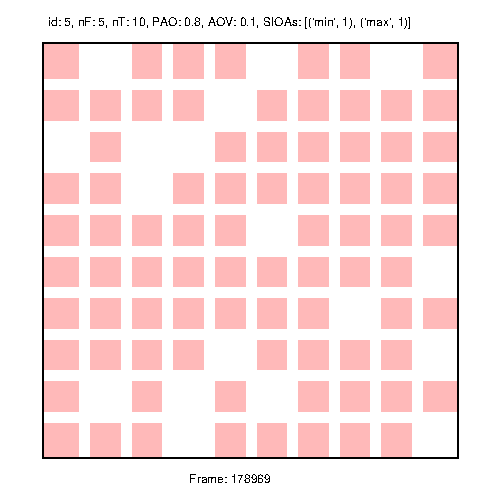 id: 5, nF: 5, nT: 10, PAO: 0.8, AOV: 0.1, SIOAs: [('min', 1), ('max', 1)]
Frame: 178969